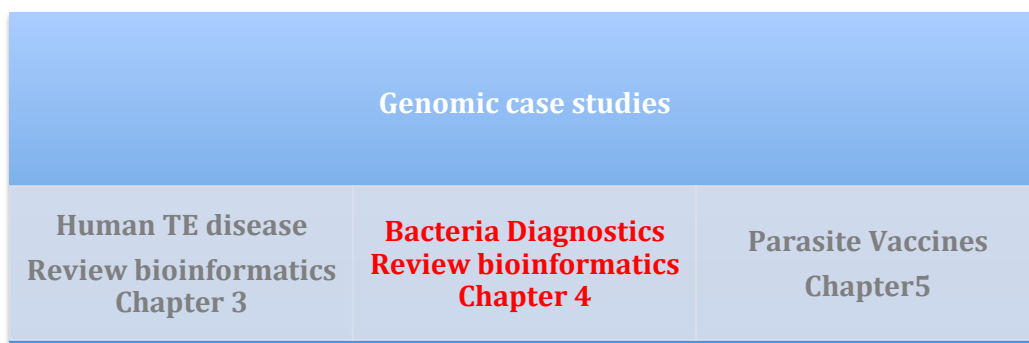 Genomic case studies
Human TE disease
Review bioinformatics
Chapter 3
Bacteria Diagnostics
Review bioinformatics
Chapter 4
Parasite Vaccines
Chapter5